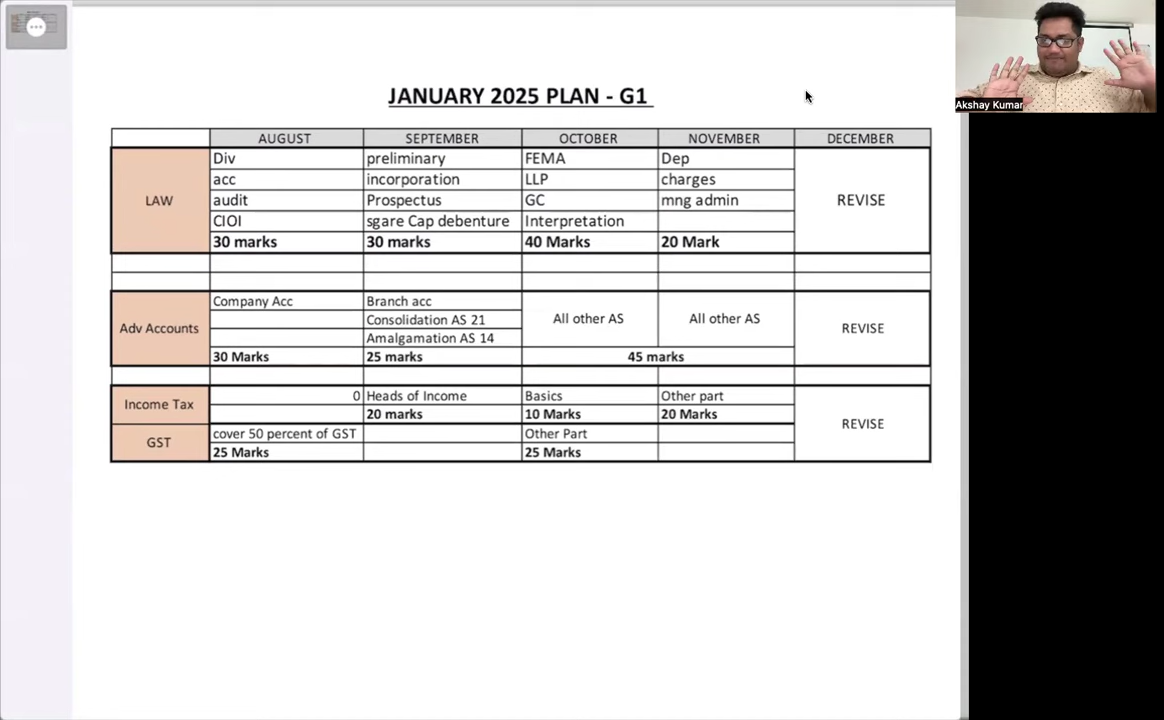 JANUARY 2025 PLAN - G1
Akshay Kumar
AUGUST SEPTEMBER OCTOBER NOVEMBER DECEMBER
LAW
Div preliminary FEMA Dep
acc incorporation LLP charges
audit Prospectus GC mng admin REVISE
CIOI sgare Cap debenture Interpretation
30 marks 30 marks 40 Marks 20 Mark
Adv Accounts
Company Acc Branch acc
Consolidation AS 21 All other AS All other AS REVISE
Amalgamation AS 14
30 Marks 25 marks 45 marks
Income Tax
0 Heads of Income Basics Other part
20 marks 10 Marks 20 Marks
REVISE
GST
cover 50 percent of GST Other Part
25 Marks 25 Marks